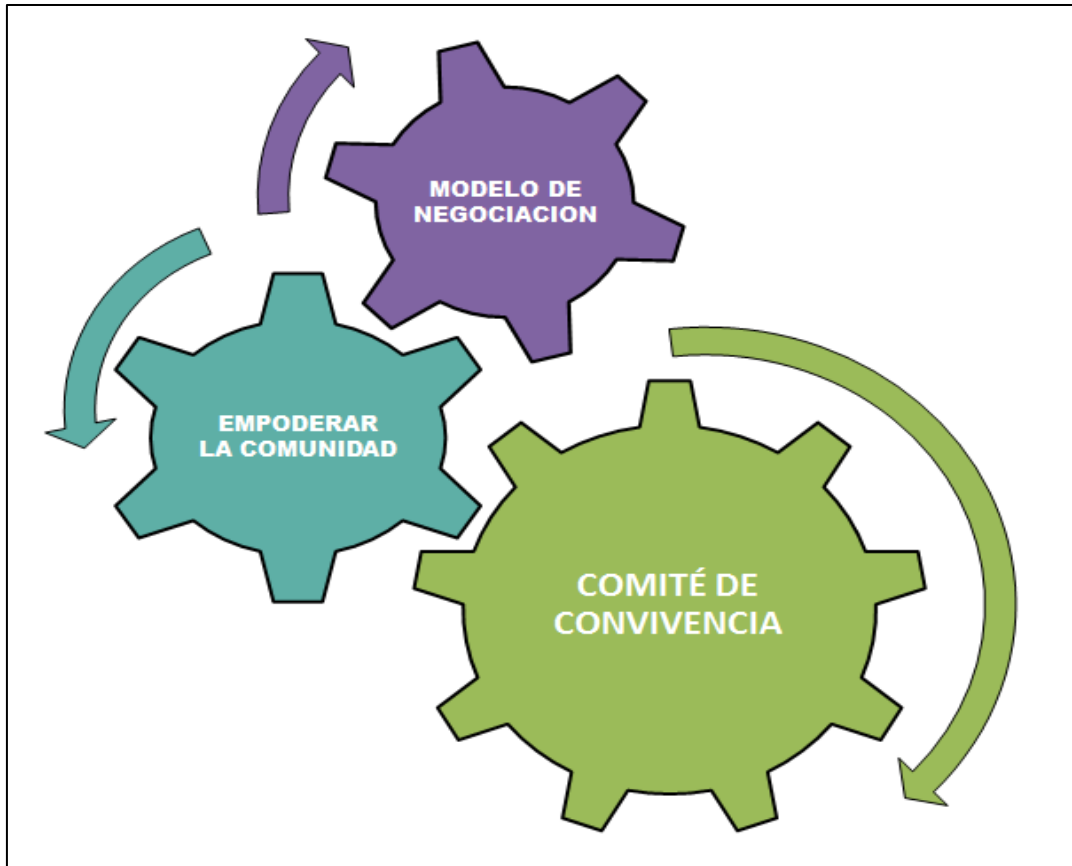 MODELO DE
NEGOCIACION
EMPODERAR
LA COMUNIDAD
COMITÉ DE
CONVIVENCIA